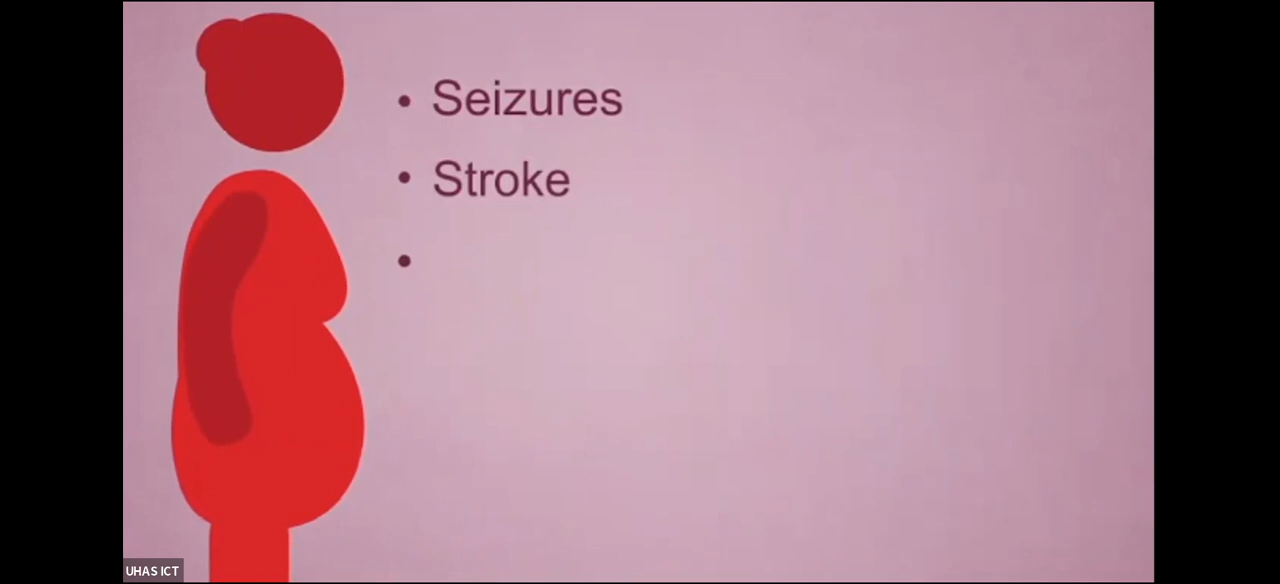 • Seizures
• Stroke
•
UHAS ICT